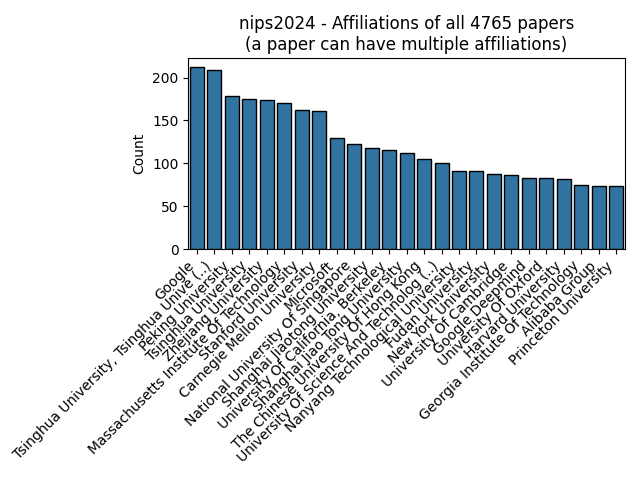 nips2024 - Affiliations of all 4765 papers
(a paper can have multiple affiliations)
Count
200
150
100
50
0
Google
Tsinghua University, Tsinghua Unive (..)
Peking University
Tsinghua University
Zhejiang University
Massachusetts Institute Of Technology
Stanford University
Carnegie Mellon University
Microsoft
National University Of Singapore
Shanghai Jiaotong University
University Of California, Berkeley
Shanghai Jiao Tong University
The Chinese University Of Hong Kong
University Of Science And Technolog (..)
Nanyang Technological University
Fudan University
New York University
University Of Cambridge
Google Deepmind
University Of Oxford
Harvard University
Georgia Institute Of Technology
Alibaba Group
Princeton University